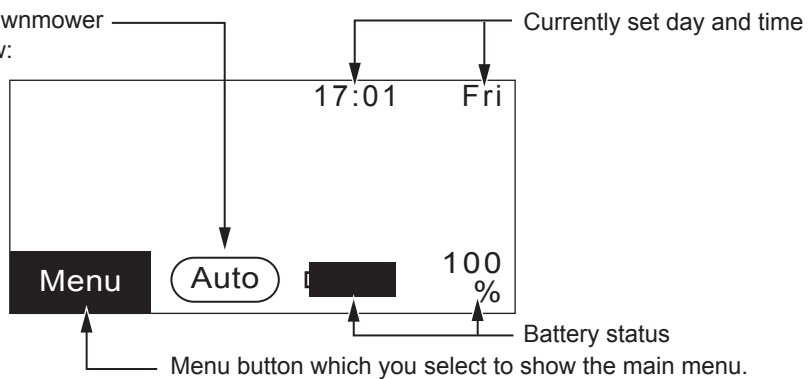 Currently set day and time
17:01 Fri
Menu Auto 100
%
Battery status
Menu button which you select to show the main menu.